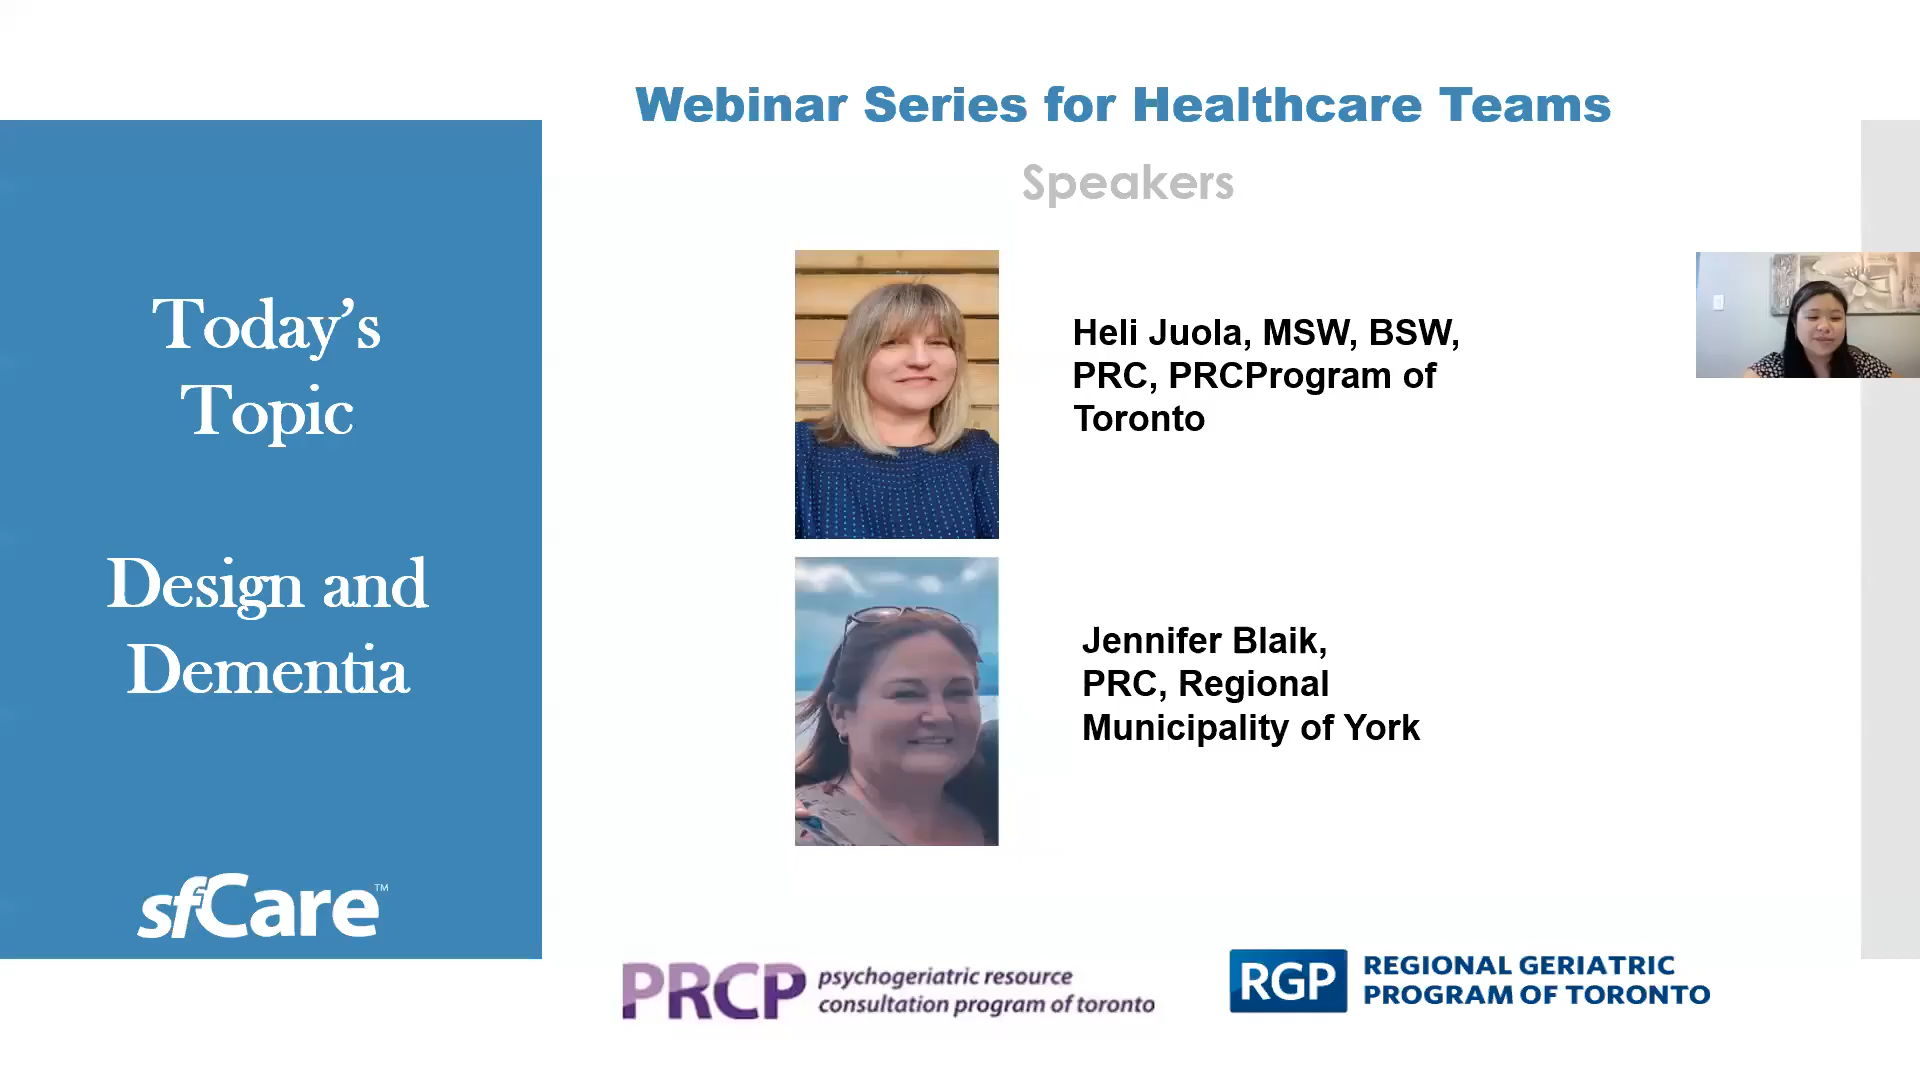 Webinar Series for Healthcare Teams
Speakers
Today's
Topic
Design and
Dementia
sfCare™
Heli Juola, MSW, BSW,
PRC, PRCProgram of
Toronto
Jennifer Blaik,
PRC, Regional
Municipality of York
PRCP psychogeriatric resource
consultation program of toronto
RGP REGIONAL GERIATRIC
PROGRAM OF TORONTO